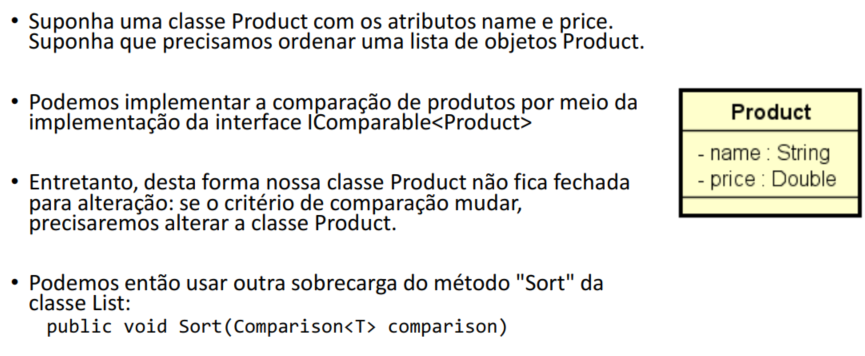 • Suponha uma classe Product com os atributos name e price.
Suponha que precisamos ordenar uma lista de objetos Product.
• Podemos implementar a comparação de produtos por meio da
implementação da interface IComparable<Product>
• Entretanto, desta forma nossa classe Product não fica fechada
para alteração: se o critério de comparação mudar,
precisaremos alterar a classe Product.
• Podemos então usar outra sobrecarga do método "Sort" da
classe List:
public void Sort(Comparison<T> comparison)
Product
- name : String
- price : Double